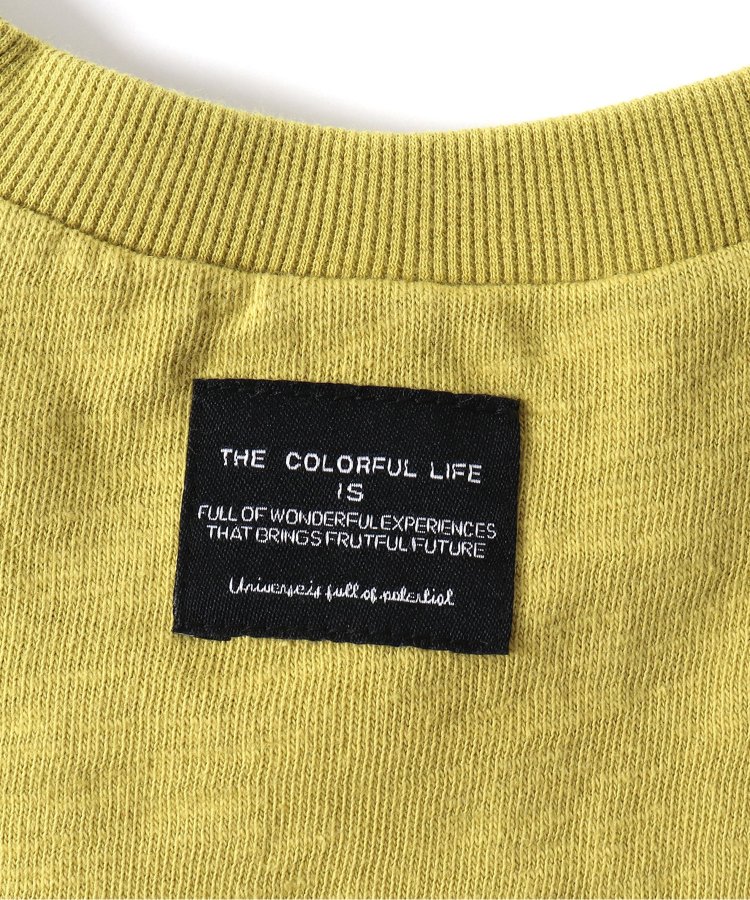 THE COLORFUL LIFE
IS
FULL OF WONDERFUL EXPERIENCES
THAT BRINGS FRUTFUL FUTURE
Universe is full of potential